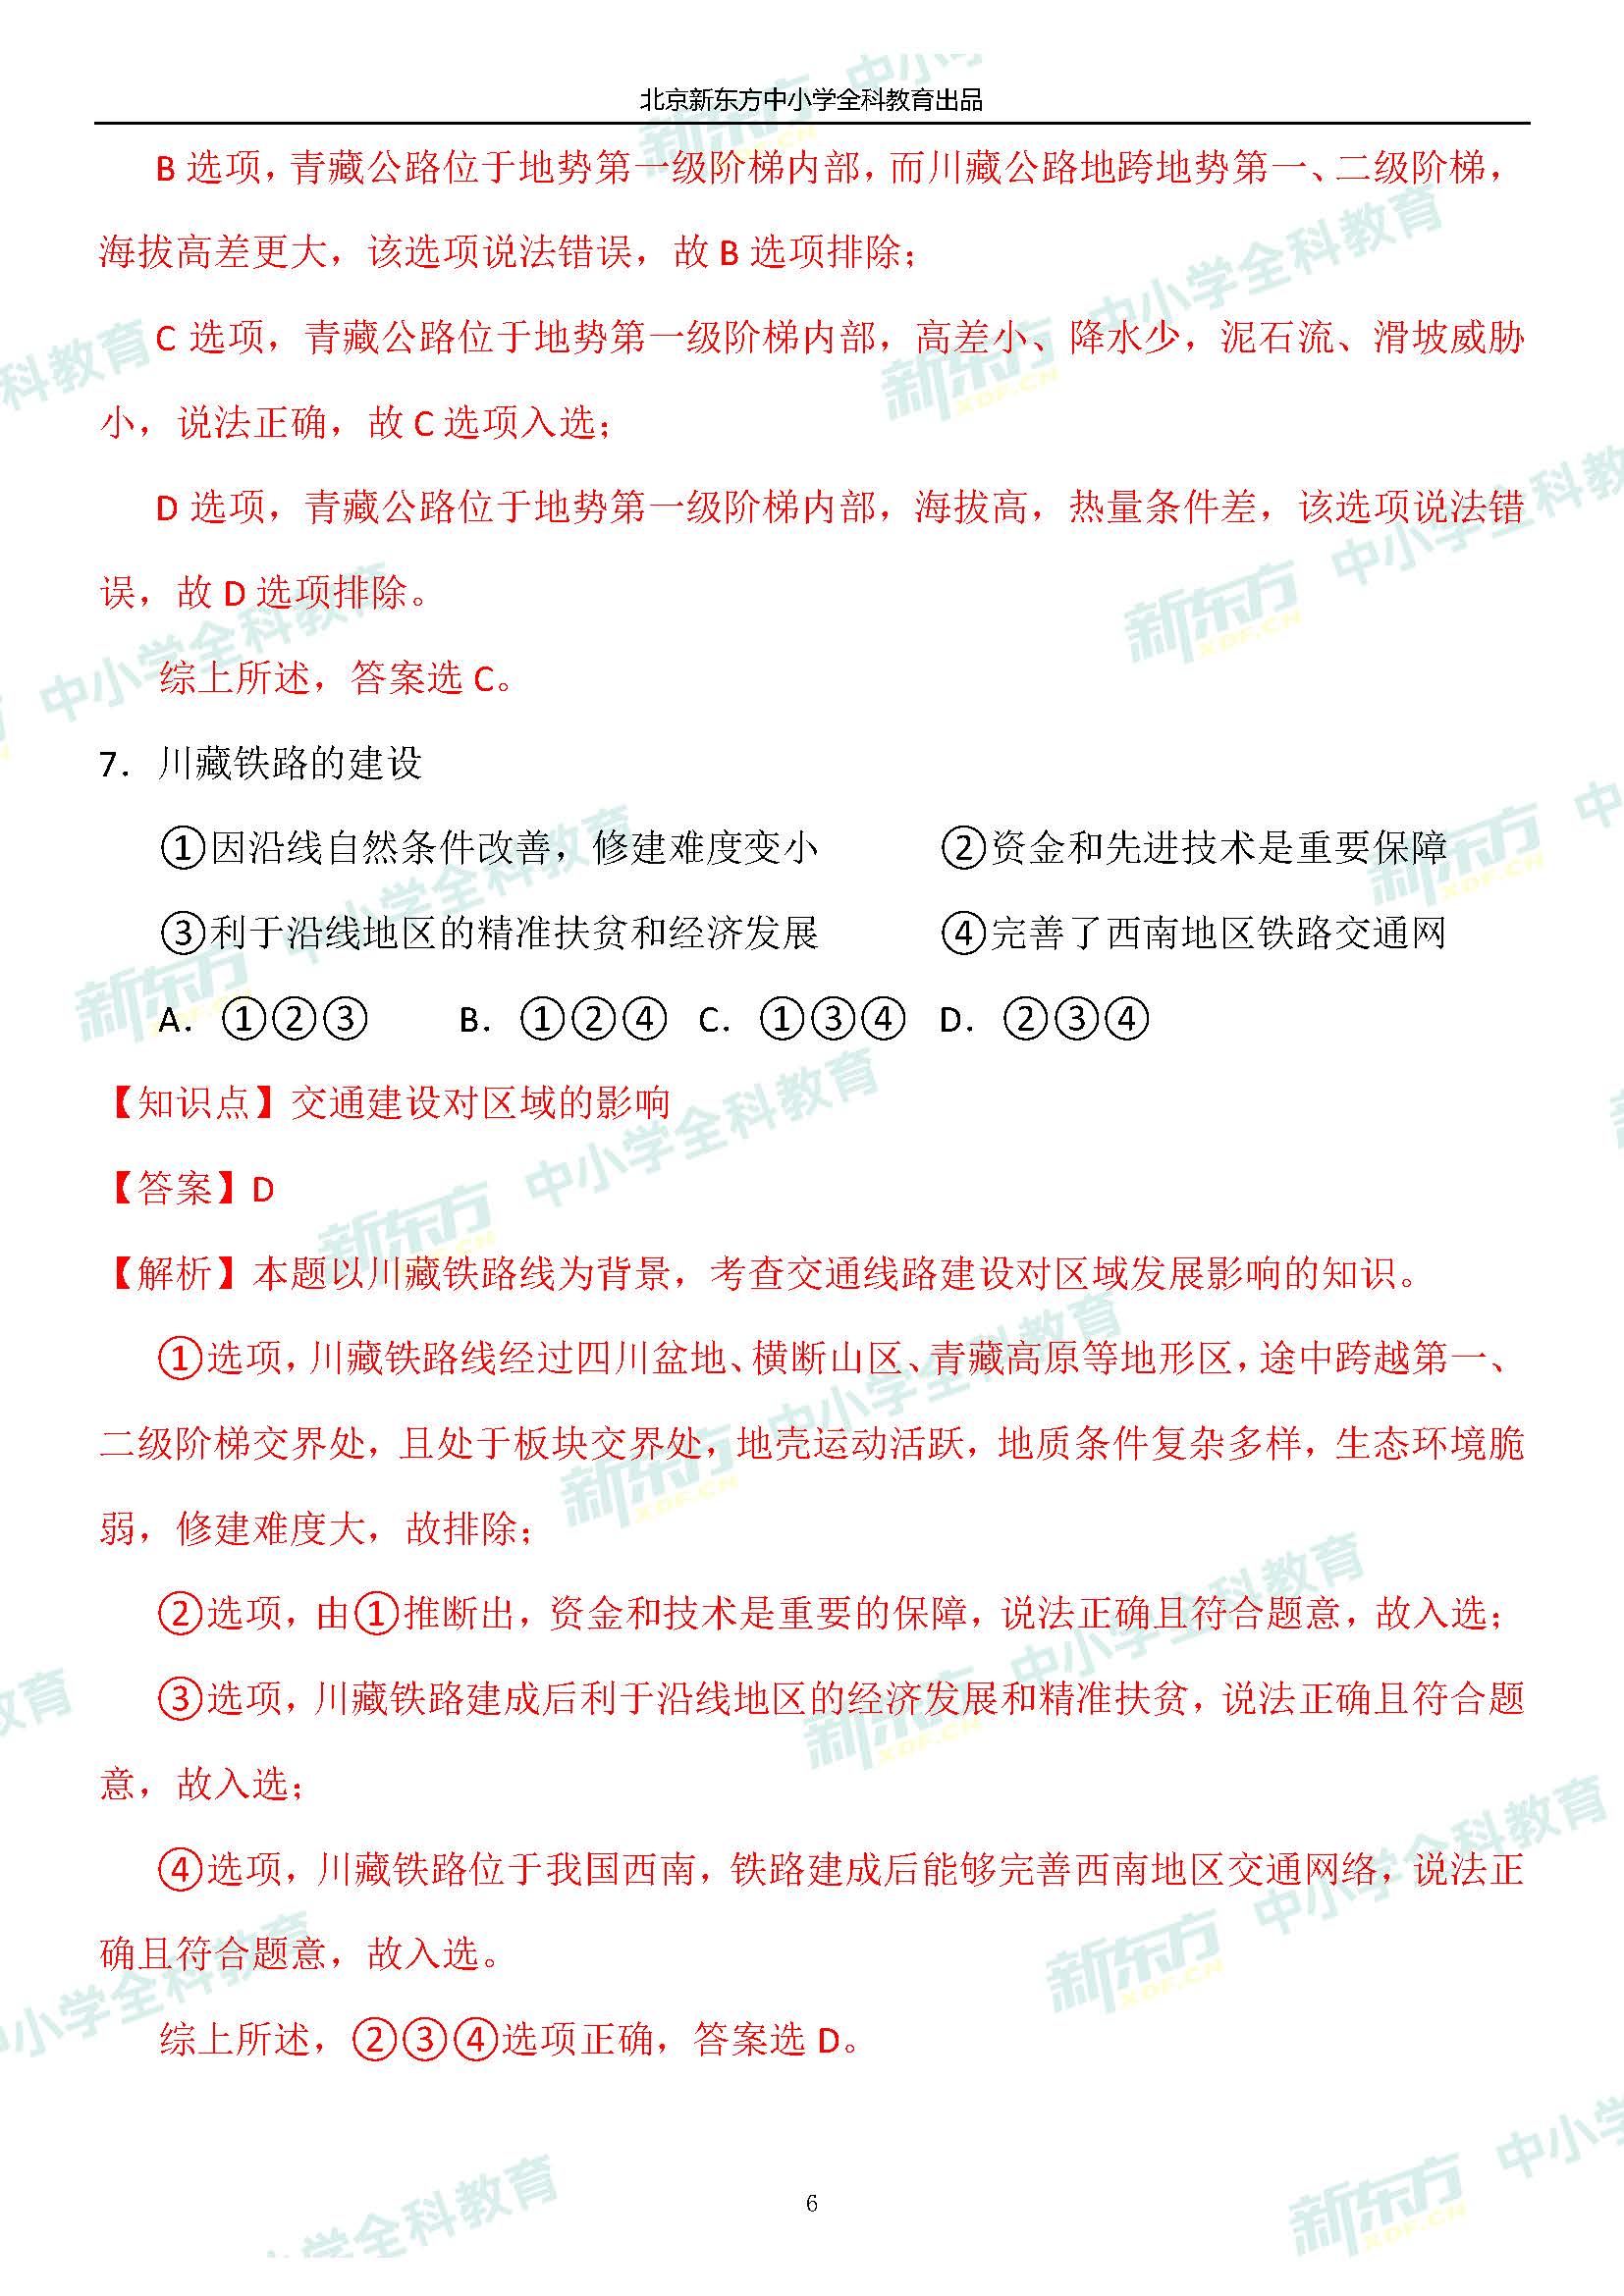 北京新东方中小学全科教育出品
B 选项，青藏公路位于地势第一级阶梯内部，而川藏公路地跨地势第一、二级阶梯，
海拔高差更大，该选项说法错误，故 B 选项排除；
C 选项，青藏公路位于地势第一级阶梯内部，高差小、降水少，泥石流、滑坡威胁
小，说法正确，故 C 选项入选；
D 选项，青藏公路位于地势第一级阶梯内部，海拔高，热量条件差，该选项说法错
误，故 D 选项排除。
综上所述，答案选 C。
7．川藏铁路的建设
①因沿线自然条件改善，修建难度变小 ②资金和先进技术是重要保障
③利于沿线地区的精准扶贫和经济发展 ④完善了西南地区铁路交通网
A．①②③ B．①②④ C．①③④ D．②③④
【知识点】交通建设对区域的影响
【答案】D
【解析】本题以川藏铁路线为背景，考查交通线路建设对区域发展影响的知识。
①选项，川藏铁路线经过四川盆地、横断山区、青藏高原等地形区，途中跨越第一、
二级阶梯交界处，且处于板块交界处，地壳运动活跃，地质条件复杂多样，生态环境脆
弱，修建难度大，故排除；
②选项，由①推断出，资金和技术是重要的保障，说法正确且符合题意，故入选；
③选项，川藏铁路建成后利于沿线地区的经济发展和精准扶贫，说法正确且符合题
意，故入选；
④选项，川藏铁路位于我国西南，铁路建成后能够完善西南地区交通网络，说法正
确且符合题意，故入选。
综上所述，②③④选项正确，答案选 D。
6
新东方 XDF.CN 中小学全科教育